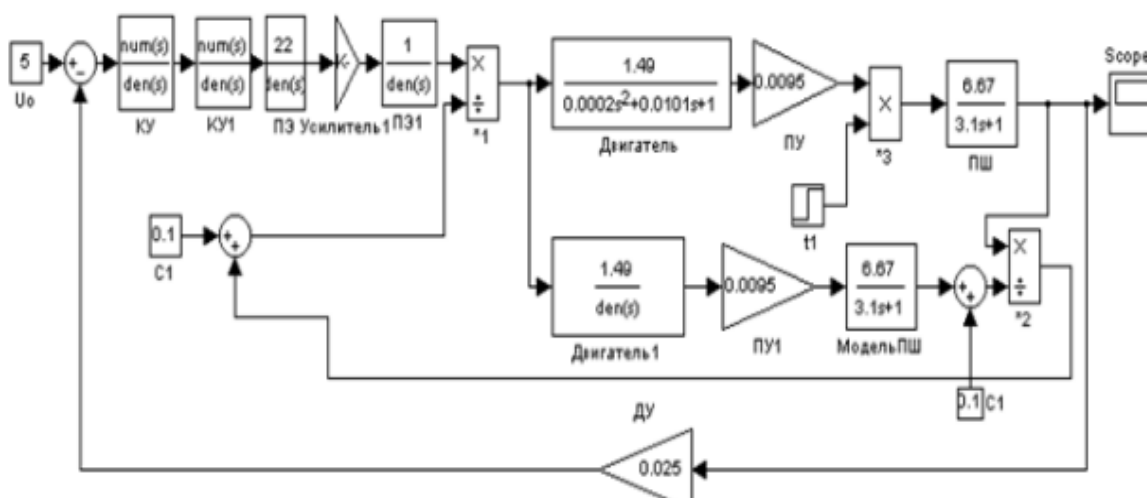 5
Uo
num(s)
den(s)
КУ
num(s)
den(s)
КУ1
22
den(s)
ПЭ
Усилитель1
1
den(s)
ПЭ1
×
÷
*1
1.49
0.0002s²+0.0101s+1
Двигатель
0.0095
ПУ
×
*3
t1
6.67
3.1s+1
ПШ
Scope
0.1
C1
1.49
den(s)
Двигатель1
0.0095
ПУ1
6.67
3.1s+1
МодельПШ
×
÷
*2
0.1
C1
ДУ
0.025